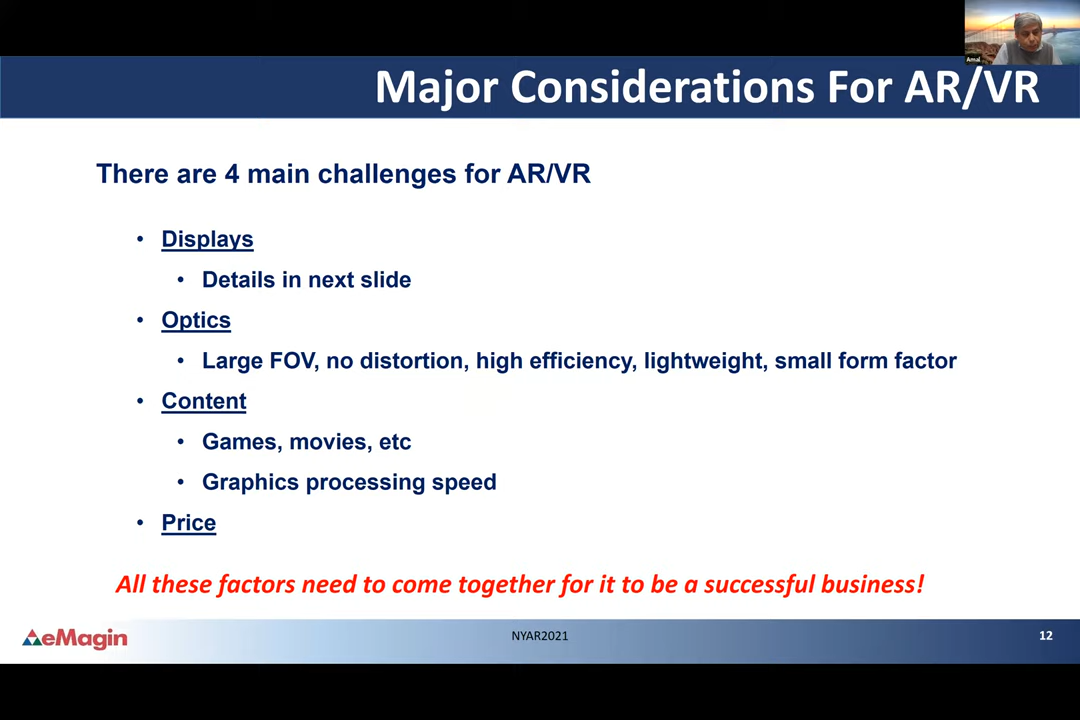 Amal
Major Considerations For AR/VR
There are 4 main challenges for AR/VR
• Displays
• Details in next slide
• Optics
• Large FOV, no distortion, high efficiency, lightweight, small form factor
• Content
• Games, movies, etc
• Graphics processing speed
• Price
All these factors need to come together for it to be a successful business!
eMagin
NYAR2021
12